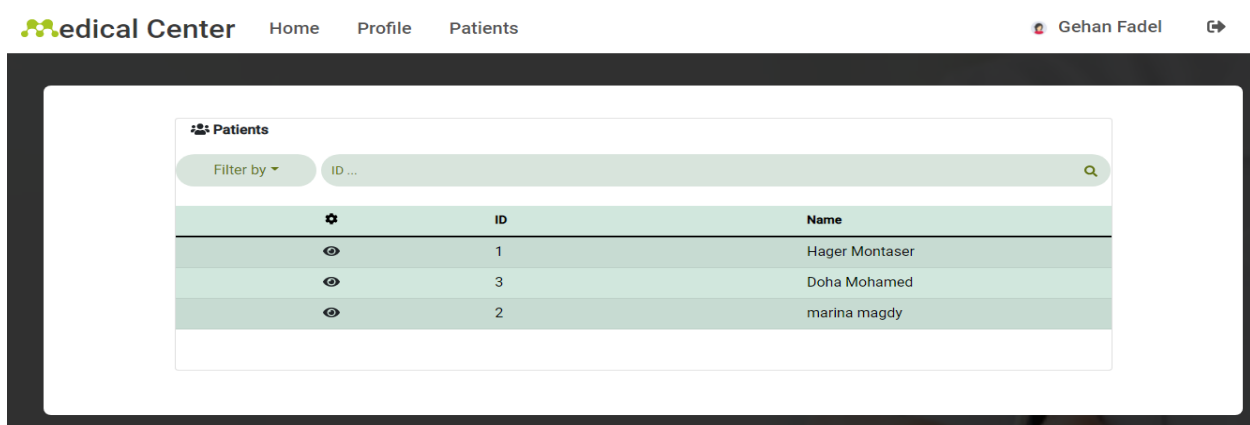 Medical Center Home Profile Patients Gehan Fadel
Patients
Filter by ID ...
ID Name
1 Hager Montaser
3 Doha Mohamed
2 marina magdy